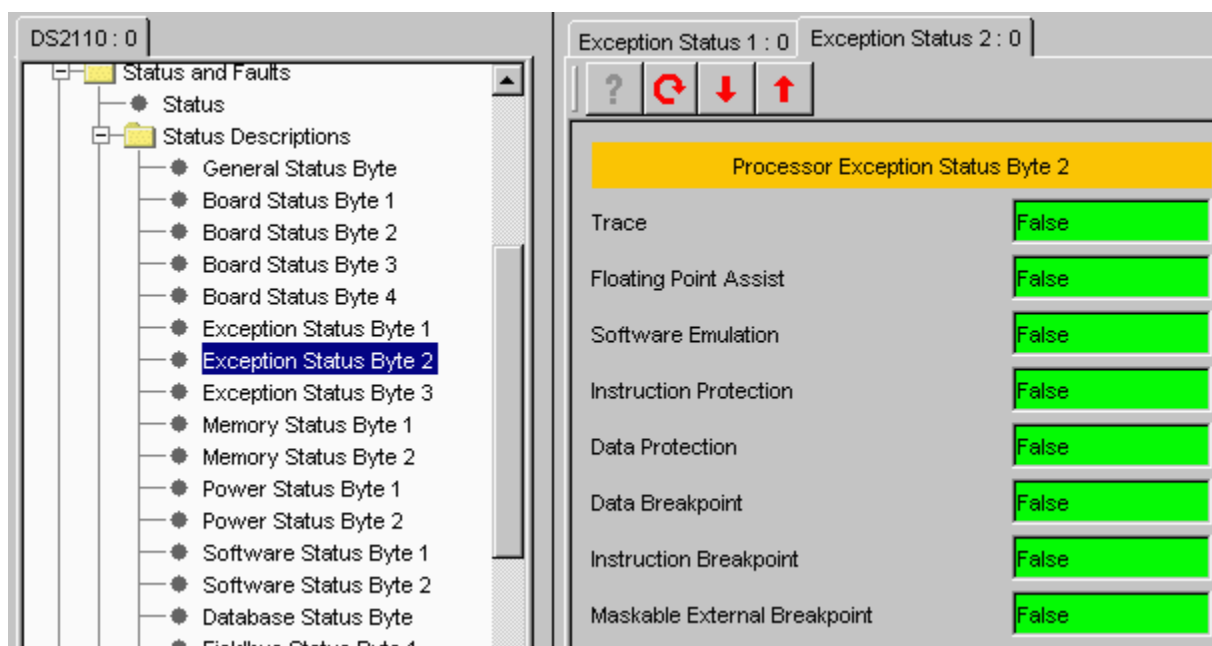 DS2110 : 0
Status and Faults
Status
Status Descriptions
General Status Byte
Board Status Byte 1
Board Status Byte 2
Board Status Byte 3
Board Status Byte 4
Exception Status Byte 1
Exception Status Byte 2
Exception Status Byte 3
Memory Status Byte 1
Memory Status Byte 2
Power Status Byte 1
Power Status Byte 2
Software Status Byte 1
Software Status Byte 2
Database Status Byte
Fieldbus Status Byte 1
Exception Status 1 : 0 Exception Status 2 : 0
?
Processor Exception Status Byte 2
Trace False
Floating Point Assist False
Software Emulation False
Instruction Protection False
Data Protection False
Data Breakpoint False
Instruction Breakpoint False
Maskable External Breakpoint False